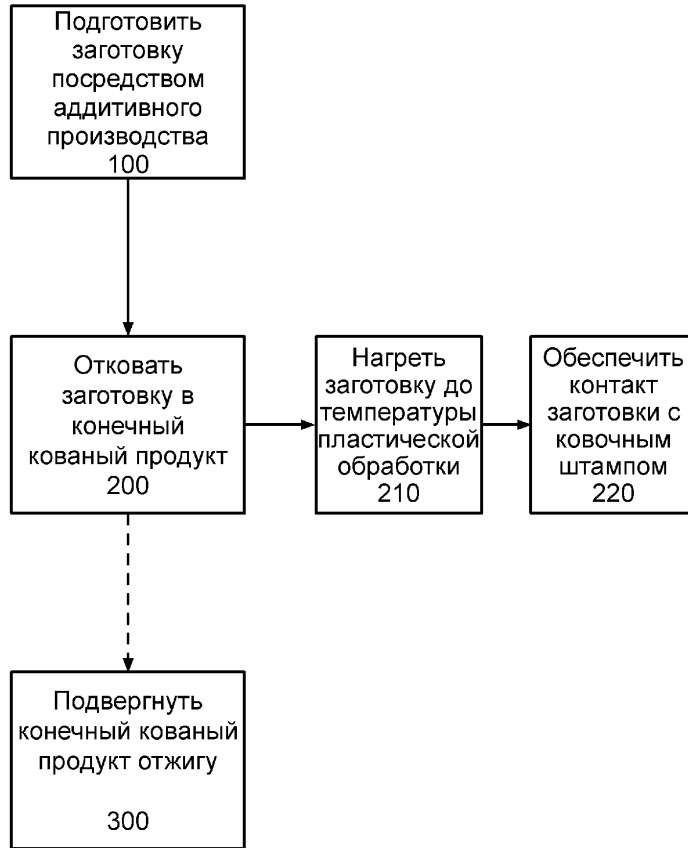 Подготовить
заготовку
посредством
аддитивного
производства
100
Отковать
заготовку в
конечный
кованый продукт
200
Нагреть
заготовку до
температуры
пластической
обработки
210
Обеспечить
контакт
заготовки с
ковочным
штампом
220
Подвергнуть
конечный кованый
продукт отжигу
300